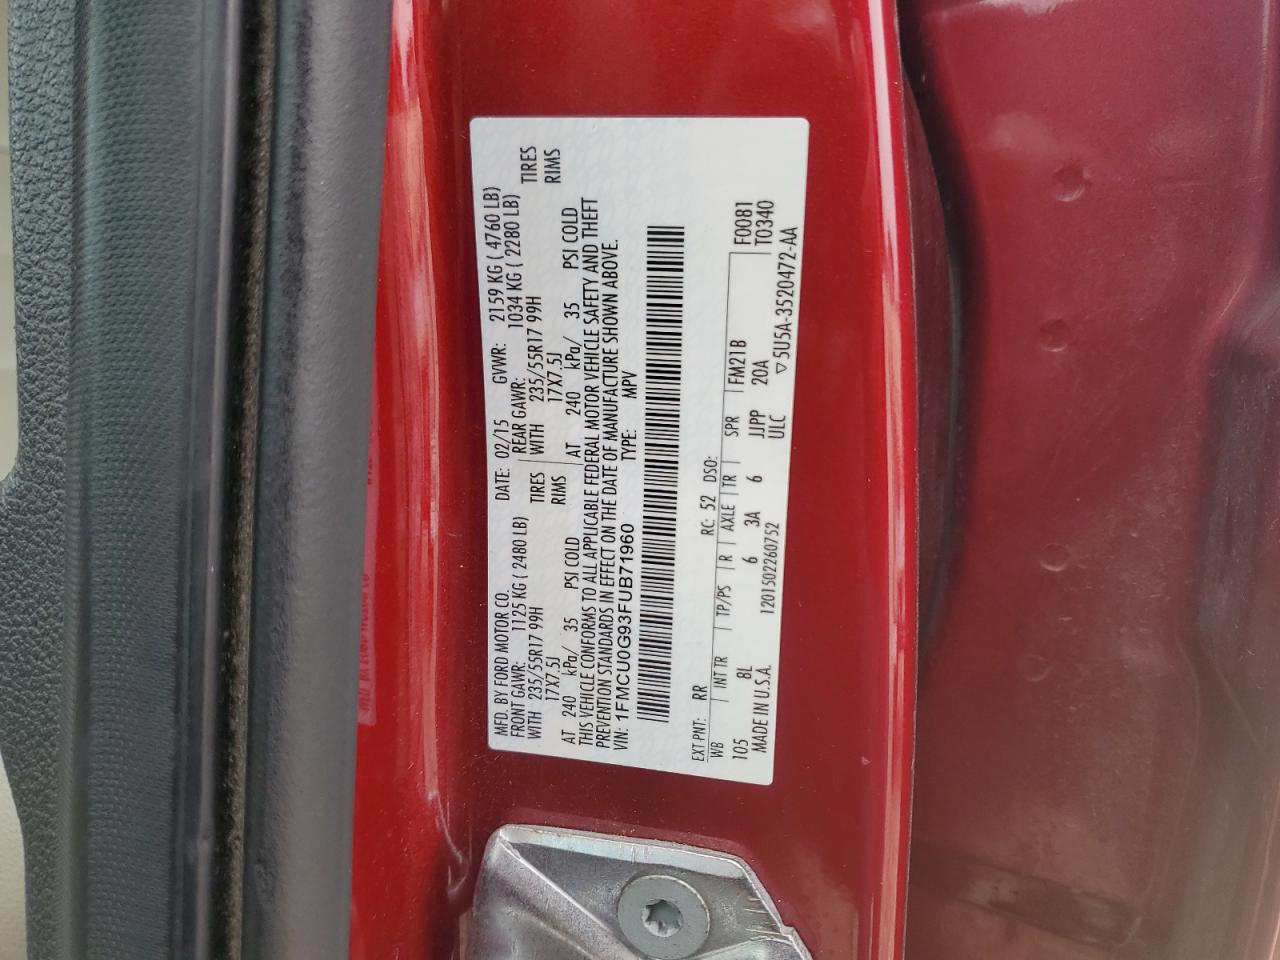 MFD. BY FORD MOTOR CO. DATE: 02/15 GVWR: 2159 KG ( 4760 LB)
FRONT GAWR: 1125 KG ( 2480 LB) REAR GAWR: 1034 KG ( 2280 LB)
WITH 235/55R17 99H TIRES WITH 235/55R17 99H TIRES
17X7.5J RIMS 17X7.5J RIMS
AT 240 kPa/ 35 PSI COLD AT 240 kPa/ 35 PSI COLD
THIS VEHICLE CONFORMS TO ALL APPLICABLE FEDERAL MOTOR VEHICLE SAFETY AND THEFT
PREVENTION STANDARDS IN EFFECT ON THE DATE OF MANUFACTURE SHOWN ABOVE.
VIN: 1FMCU0G93FUB71960 TYPE: MPV
EXT PNT: RR RC: 52 DSO: F0081
WB INT TR TP/PS R AXLE TR SPR FM21B T0340
105 8L 6 3A 6 JJPP 20A
MADE IN U.S.A. 1201502260752 ULC ▽5U5A-3520472-AA